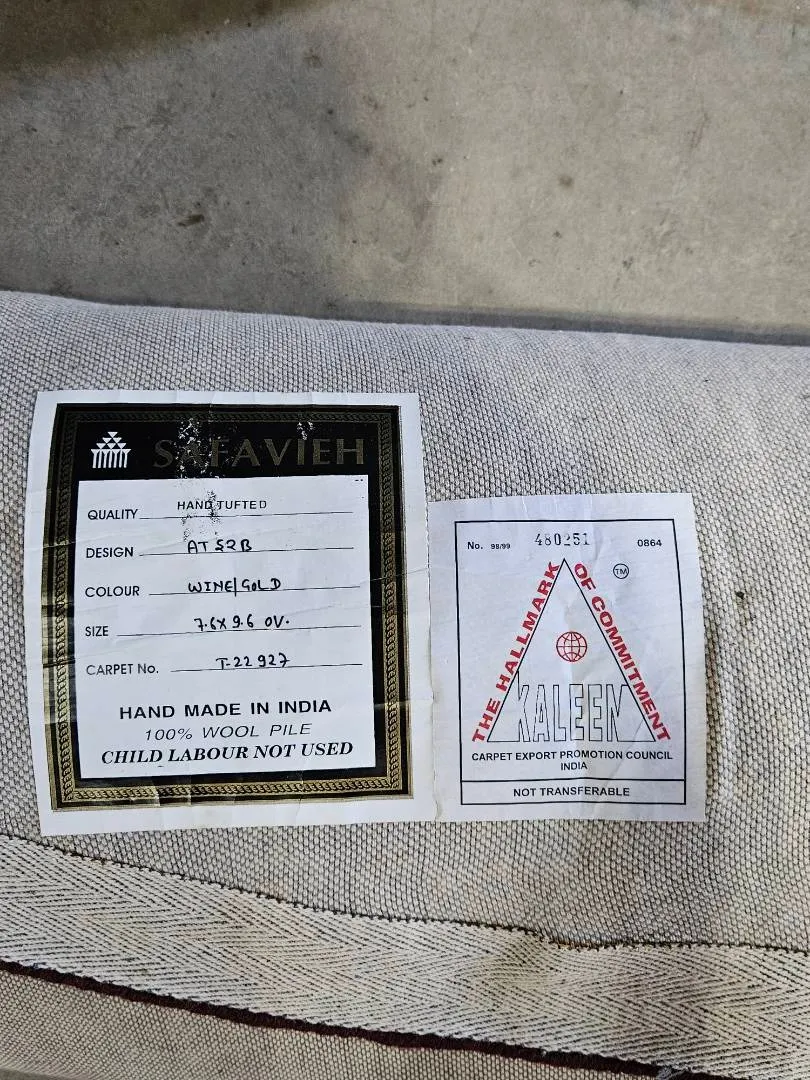 SAFAVIEH
QUALITY HAND TUFTED
DESIGN AT 52B
COLOUR WINE/GOLD
SIZE 7.6X9.6 OV.
CARPET No. T-22927
HAND MADE IN INDIA
100% WOOL PILE
CHILD LABOUR NOT USED
No. 98/99 480251 0864
TM
THE HALLMARK OF COMMITMENT
KALEEN
CARPET EXPORT PROMOTION COUNCIL
INDIA
NOT TRANSFERABLE